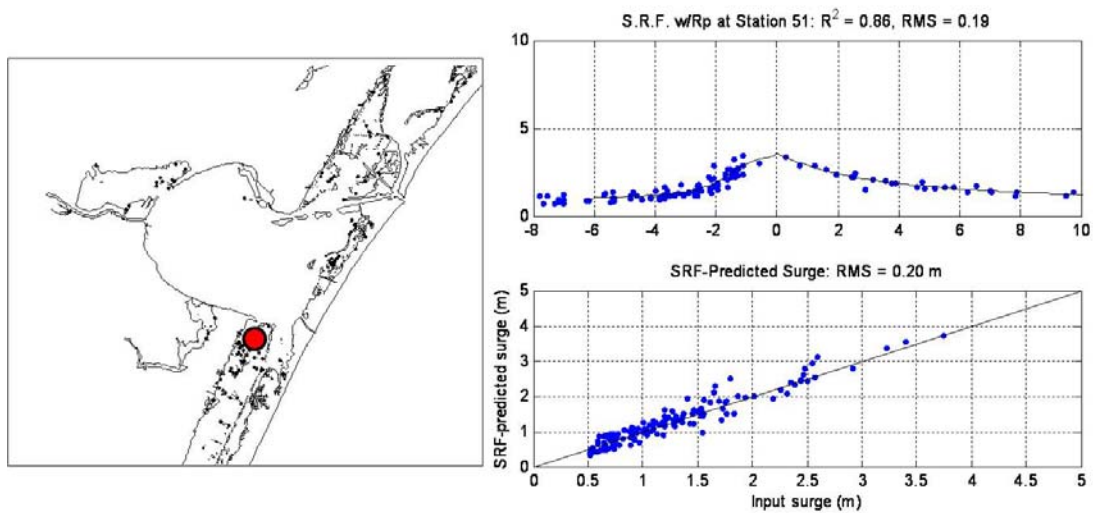 S.R.F. w/Rp at Station 51: R² = 0.86, RMS = 0.19
10
5
0
-8 -6 -4 -2 0 2 4 6 8 10
SRF-Predicted Surge: RMS = 0.20 m
SRF-predicted surge (m)
5
4
3
2
1
0
0 0.5 1 1.5 2 2.5 3 3.5 4 4.5 5
Input surge (m)